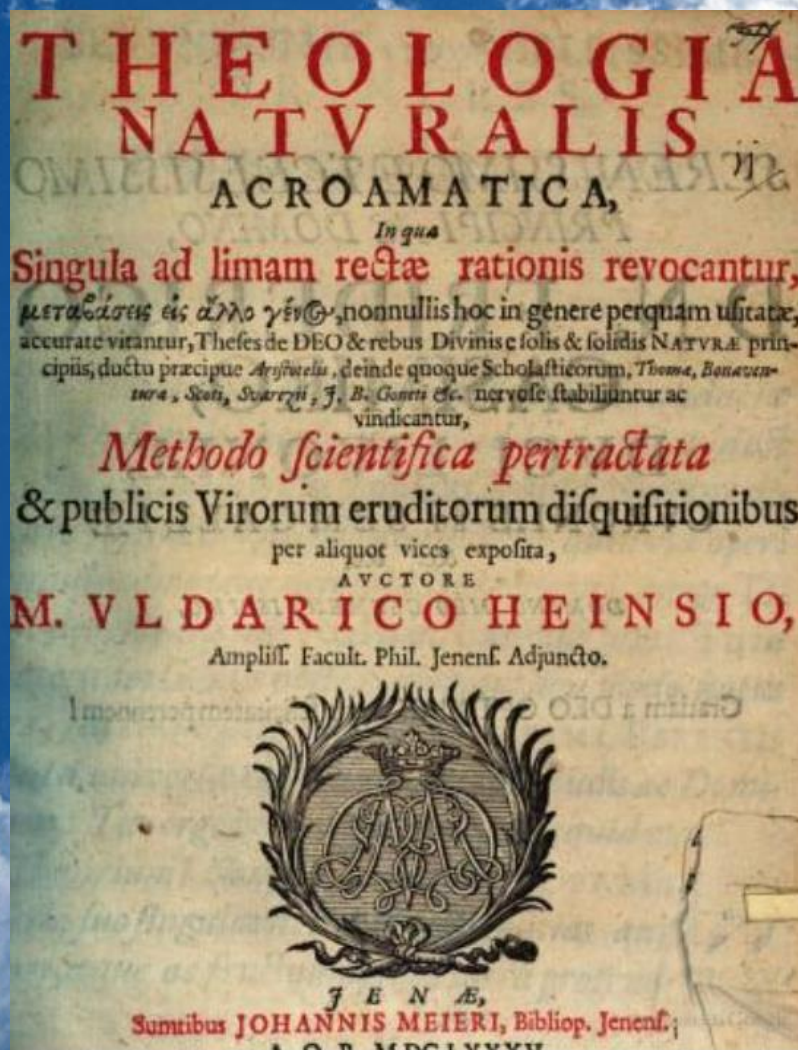 THEOLOGIA
NATVRALIS
ACROAMATICA,
In qua
Singula ad limam rectæ rationis revocantur,
μεταβάσεις εἰς ἄλλο γένος, nonnullis hoc in genere perquam uſitatæ,
accurate vitantur, Theſes de DEO & rebus Divinis e ſolis & ſolidis NATVRÆ prin-
cipiis, ductu præcipue Ariſtotelis, deinde quoque Scholaſticorum, Thomæ, Bonaven-
turæ, Scoti, Svarezii, J. B. Goneti &c. nervoſe ſtabiliuntur ac
vindicantur,
Methodo ſcientifica pertractata
& publicis Virorum eruditorum diſquiſitionibus
per aliquot vices expoſita,
AVCTORE
M. VLDARICO HEINSIO,
Ampliſſ. Facult. Phil. Jenenſ. Adjuncto.
JENÆ,
Sumtibus JOHANNIS MEIERI, Bibliop. Jenenſ.;